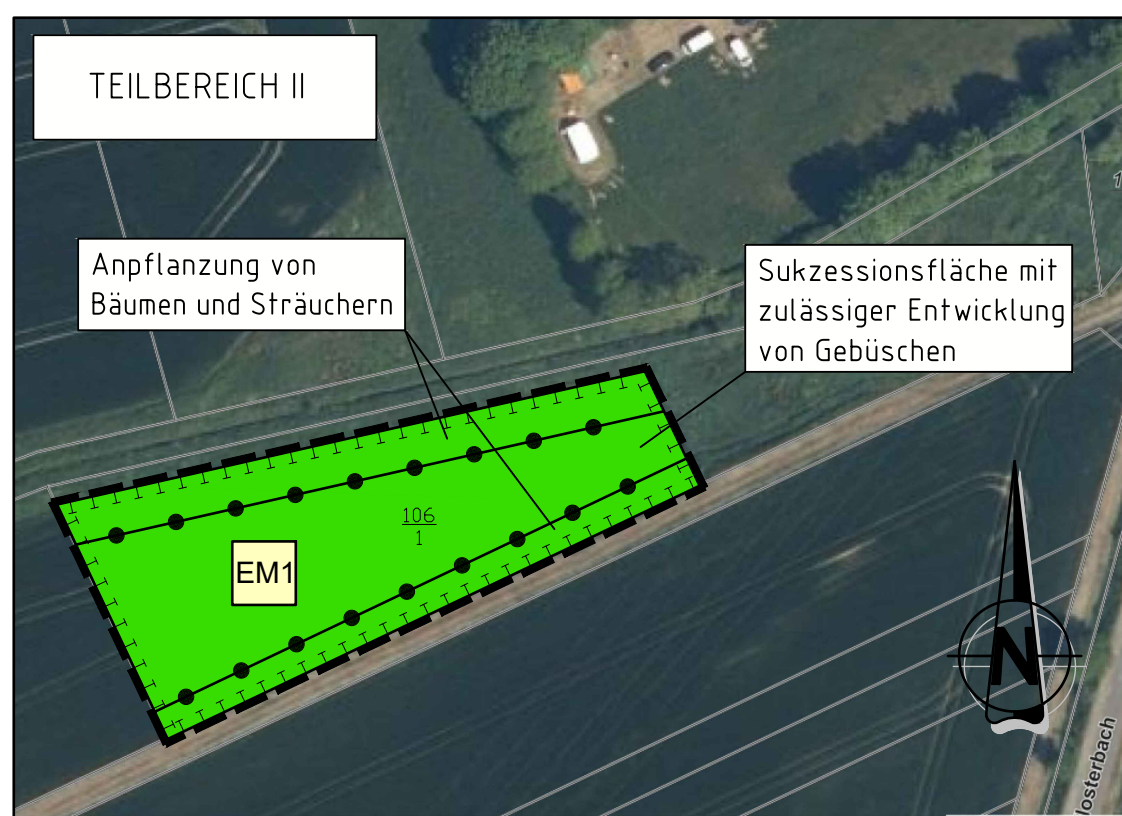 TEILBEREICH II
Anpflanzung von
Bäumen und Sträuchern
Sukzessionsfläche mit
zulässiger Entwicklung
von Gebüschen
106
1
EM1
N
losterbach